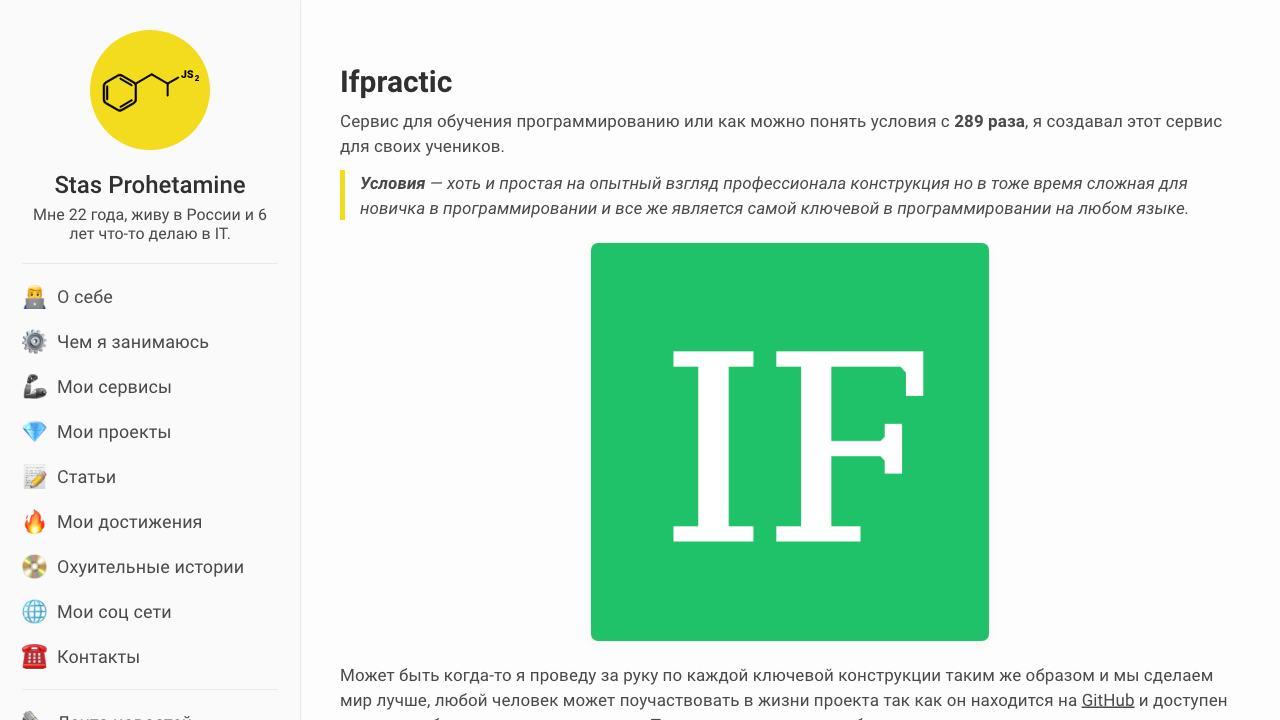 JS2
Stas Prohetamine
Мне 22 года, живу в России и 6
лет что-то делаю в IT.
О себе
Чем я занимаюсь
Мои сервисы
Мои проекты
Статьи
Мои достижения
Охуительные истории
Мои соц сети
Контакты
Ifpractic
Сервис для обучения программированию или как можно понять условия с 289 раза, я создавал этот сервис
для своих учеников.
Условия — хоть и простая на опытный взгляд профессионала конструкция но в тоже время сложная для
новичка в программировании и все же является самой ключевой в программировании на любом языке.
IF
Может быть когда-то я проведу за руку по каждой ключевой конструкции таким же образом и мы сделаем
мир лучше, любой человек может поучаствовать в жизни проекта так как он находится на GitHub и доступен